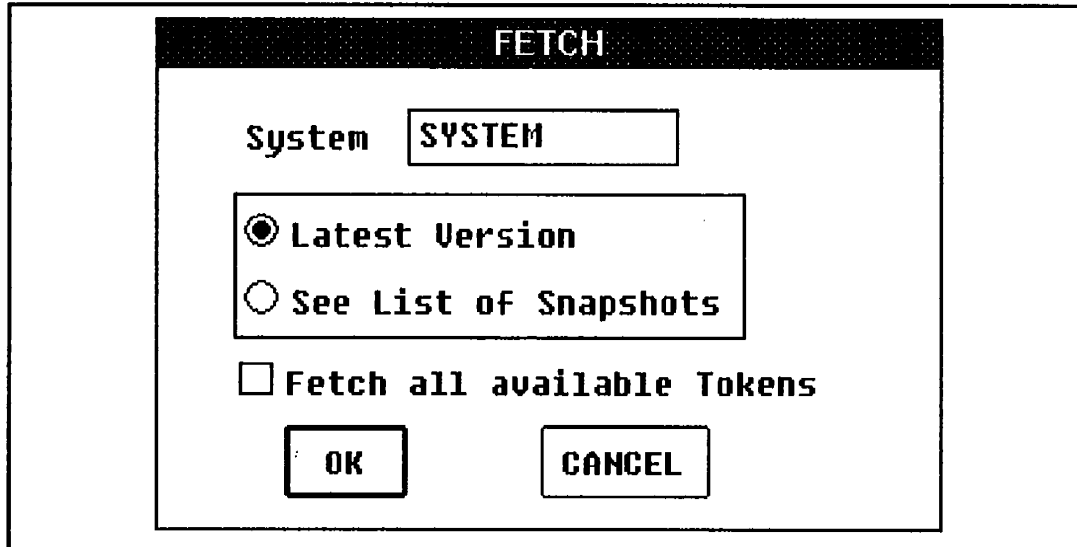 FETCH
System SYSTEM
Latest Version
See List of Snapshots
Fetch all available Tokens
OK CANCEL